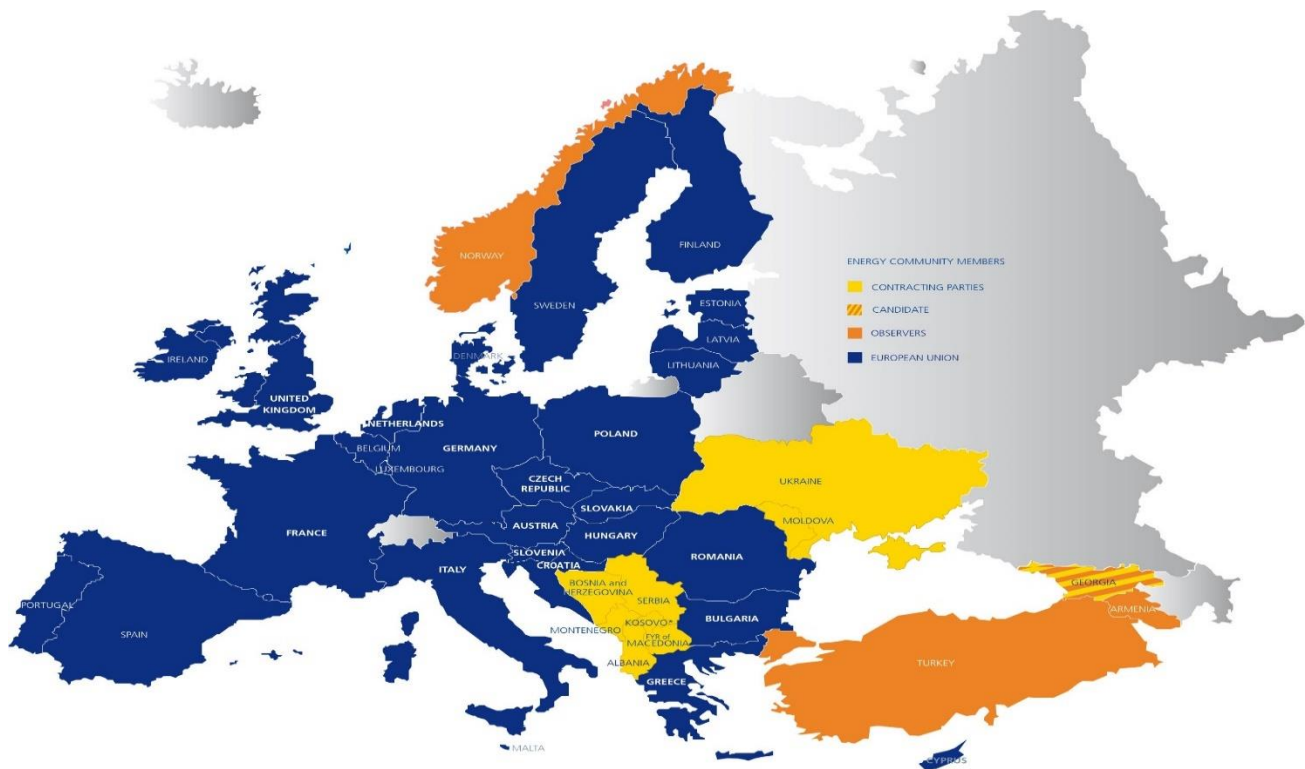 NORWAY
FINLAND
SWEDEN
ENERGY COMMUNITY MEMBERS
CONTRACTING PARTIES
CANDIDATE
OBSERVERS
EUROPEAN UNION
ESTONIA
LATVIA
LITHUANIA
DENMARK
IRELAND
UNITED
KINGDOM
NETHERLANDS
BELGIUM
LUXEMBOURG
GERMANY
POLAND
CZECH
REPUBLIC
SLOVAKIA
UKRAINE
MOLDOVA
FRANCE
AUSTRIA
HUNGARY
SLOVENIA
CROATIA
ITALY
ROMANIA
BOSNIA and
HERZEGOVINA
SERBIA
GEORGIA
ARMENIA
PORTUGAL
SPAIN
MONTENEGRO
KOSOVO*
FYR of
MACEDONIA
BULGARIA
ALBANIA
GREECE
TURKEY
MALTA
CYPRUS